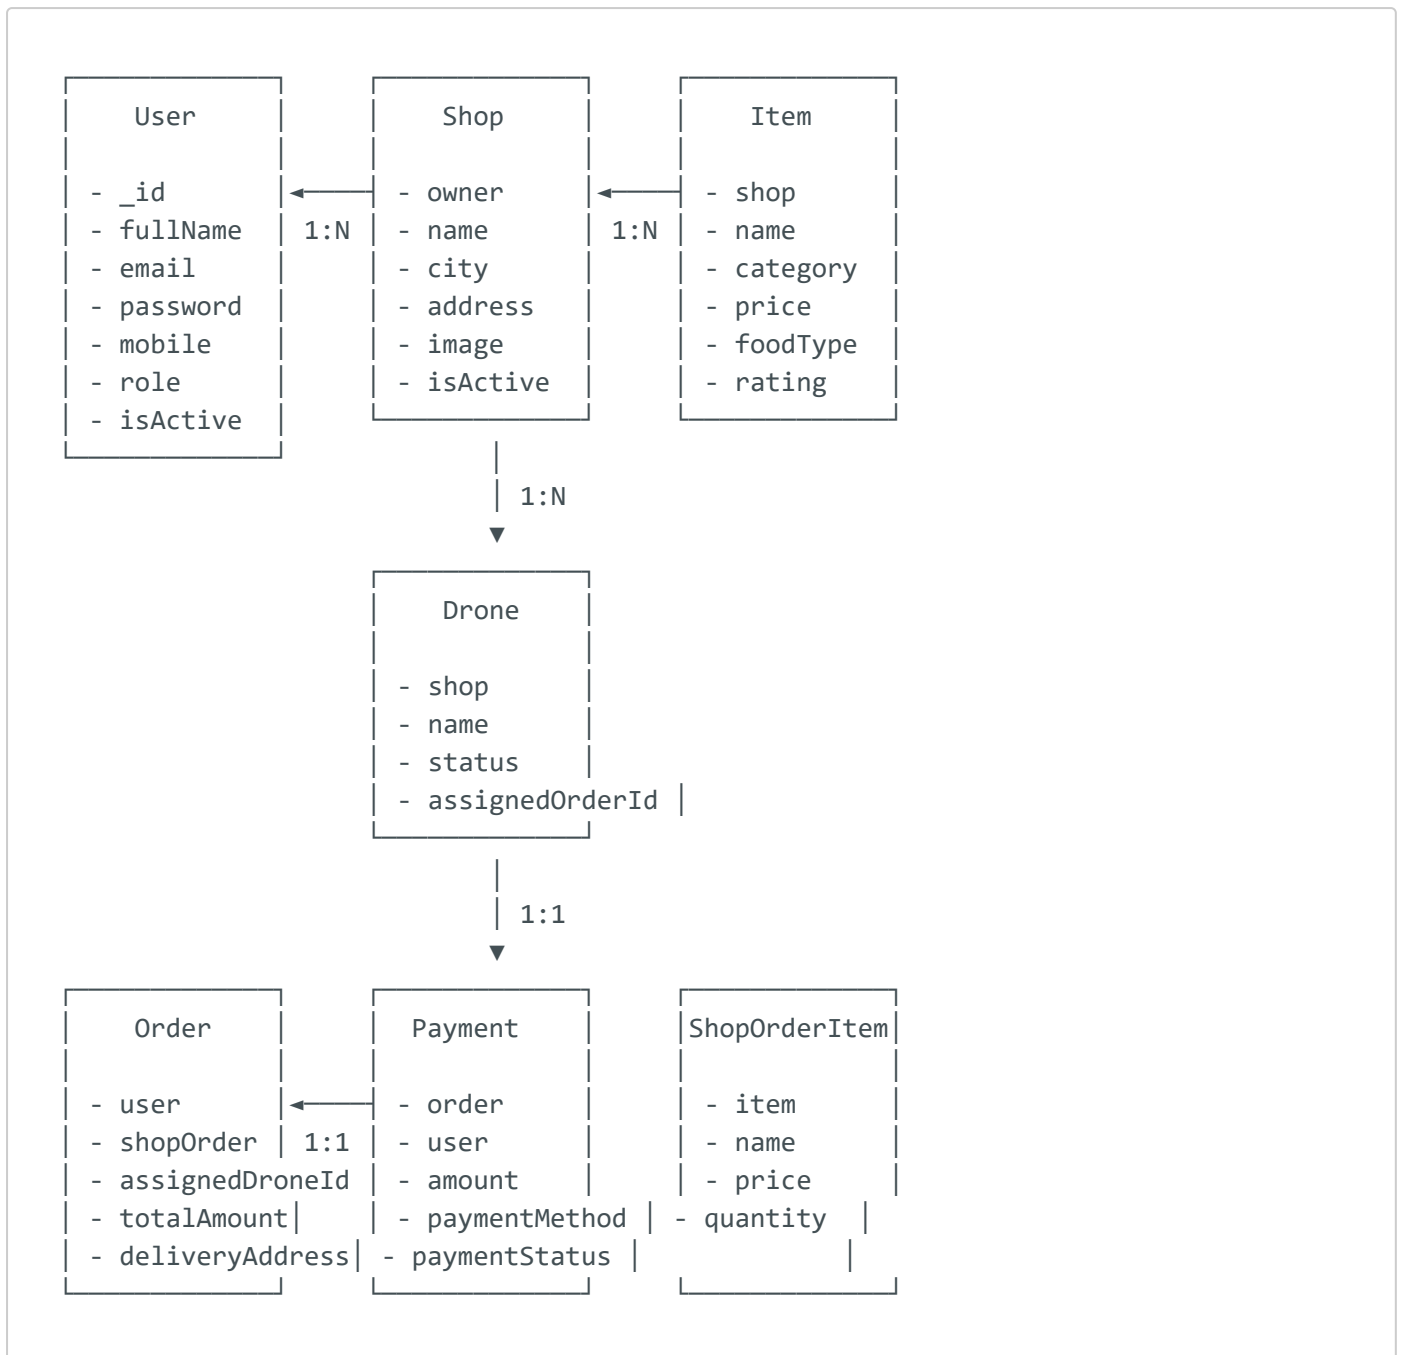 User Shop Item
- _id - owner - shop
- fullName 1:N - name 1:N - name
- email - city - category
- password - address - price
- mobile - image - foodType
- role - isActive - rating
- isActive
1:N
Drone
- shop
- name
- status
- assignedOrderId
1:1
Order Payment ShopOrderItem
- user - order - item
- shopOrder 1:1 - user - name
- assignedDroneId - amount - price
- totalAmount - paymentMethod - quantity
- deliveryAddress - paymentStatus